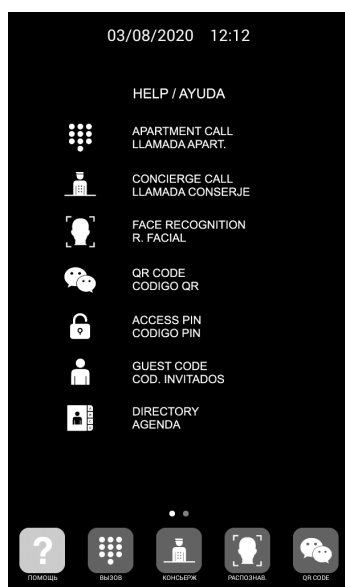 03/08/2020 12:12
HELP / AYUDA
APARTMENT CALL
LLAMADA APART.
CONCIERGE CALL
LLAMADA CONSERJE
FACE RECOGNITION
R. FACIAL
QR CODE
CODIGO QR
ACCESS PIN
CODIGO PIN
GUEST CODE
COD. INVITADOS
DIRECTORY
AGENDA
ПОМОЩЬ ВЫЗОВ КОНСЬЕРЖ РАСПОЗНАВ. QR CODE